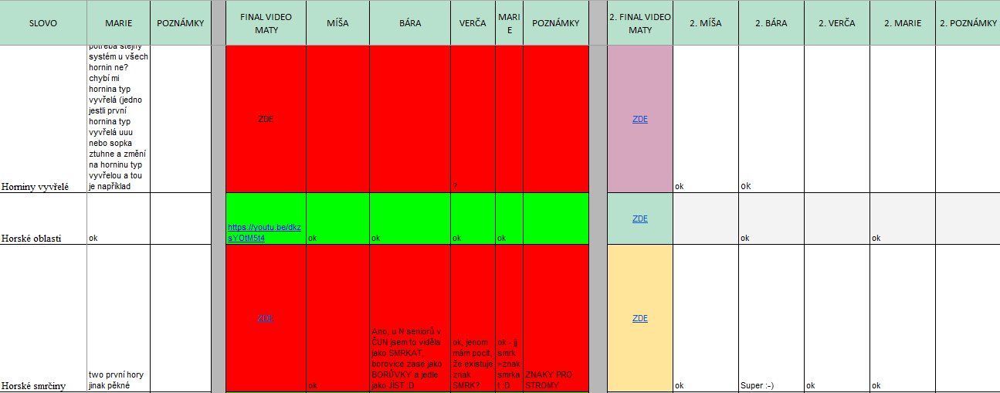 SLOVO
MARIE
POZNÁMKY
FINAL VIDEO
MATY
MÍŠA
BÁRA
VERČA
MARI
E
POZNÁMKY
2. FINAL VIDEO
MATY
2. MÍŠA
2. BÁRA
2. VERČA
2. MARIE
2. POZNÁMKY
Horniny vyvřelé
potřeba stejný
systém u všech
hornin ne?
chybí mi
hornina typ
vyvřelá (jedno
jestli první
hornina typ
vyvřelá uuu
nebo sopka
ztuhne a změní
na horninu typ
vyvřelou a tou
je například
ZDE
?
ZDE
ok
ok
Horské oblasti
ok
https://youtu.be/dkz
sYOtM5t4
ok
ok
ok
ok
ZDE
ok
ok
Horské smrčiny
two první hory
jinak pěkné
ZDE
ok
Ano, u N seniorů v
ČUN jsem to viděla
jako SMRKAT,
borovice zase jako
BORŮVKY a jedle
jako JÍST :D
ok, jenom
mám pocit,
že existuje
znak
SMRK?
ok - jj
smrk
=znak
smrka
t :D
ZNAKY PRO
STROMY
ZDE
ok
Super :-)
ok
ok